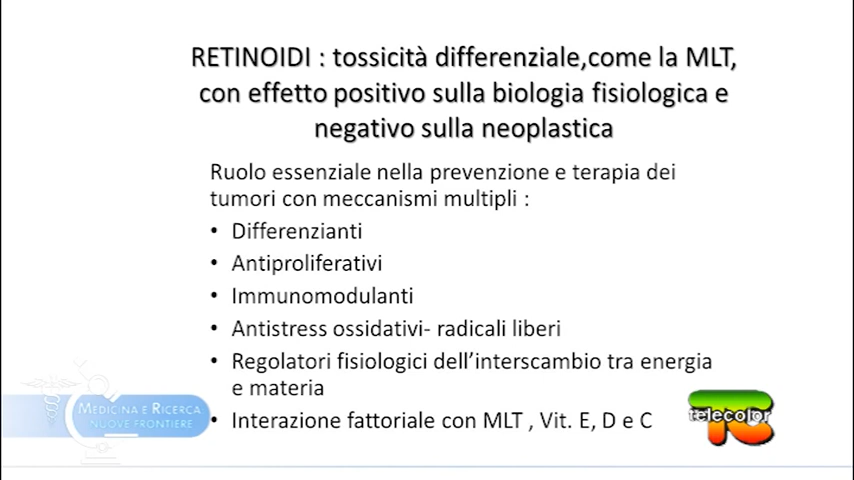 RETINOIDI : tossicità differenziale,come la MLT,
con effetto positivo sulla biologia fisiologica e
negativo sulla neoplastica
Ruolo essenziale nella prevenzione e terapia dei
tumori con meccanismi multipli :
• Differenzianti
• Antiproliferativi
• Immunomodulanti
• Antistress ossidativi- radicali liberi
• Regolatori fisiologici dell'interscambio tra energia
e materia
• Interazione fattoriale con MLT , Vit. E, D e C
MEDICINA E RICERCA
NUOVE FRONTIERE
telecolor